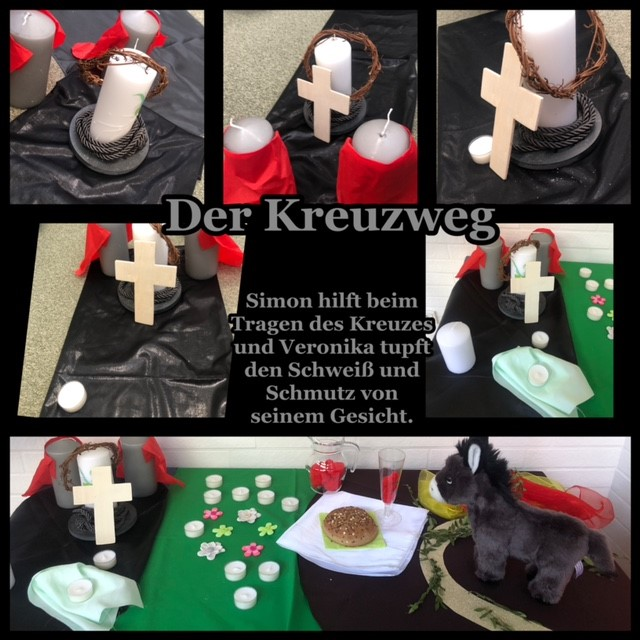 Der Kreuzweg
Simon hilft beim
Tragen des Kreuzes
und Veronika tupft
den Schweiß und
Schmutz von
seinem Gesicht.